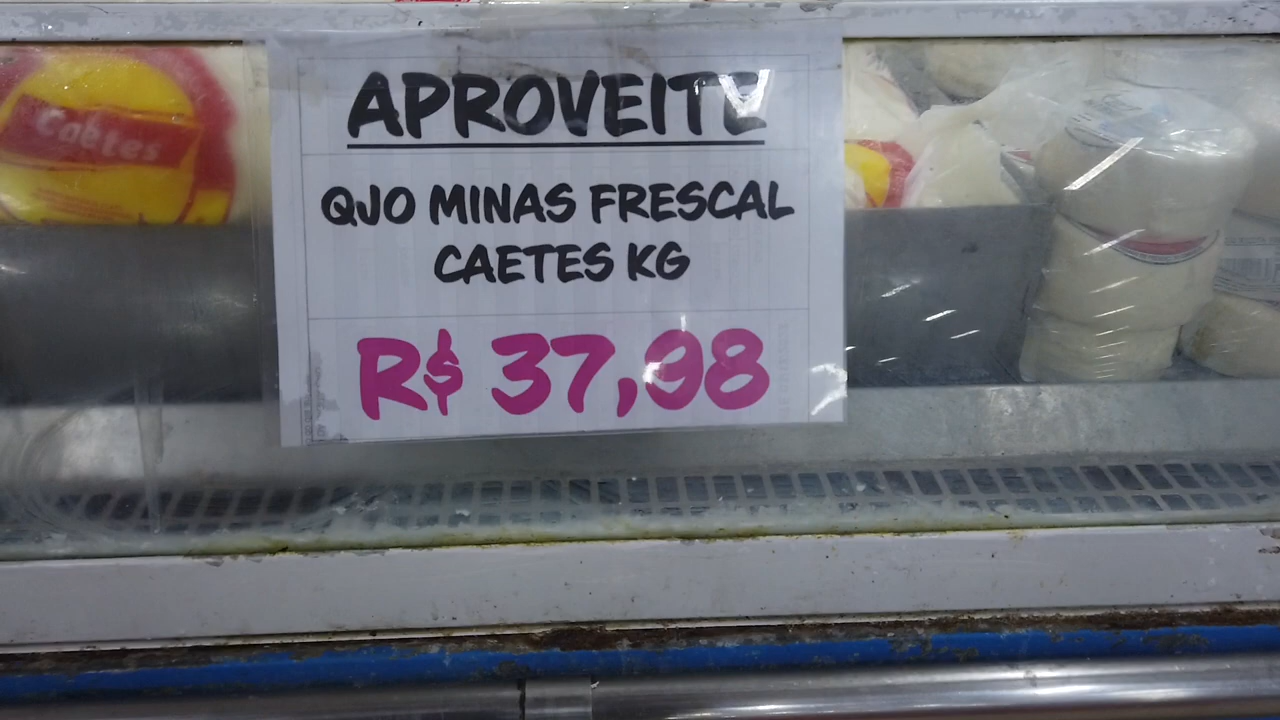 APROVEITE
QJO MINAS FRESCAL
CAETES KG
R$ 37,98
Caetes